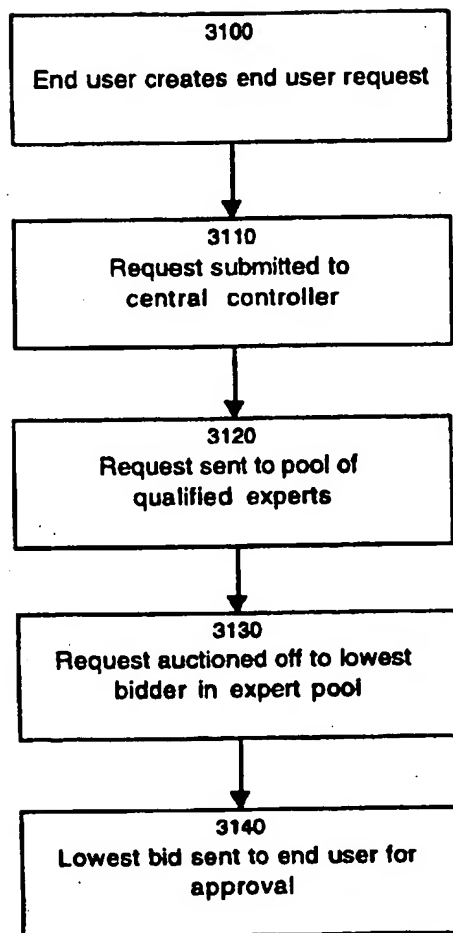 3100
End user creates end user request
3110
Request submitted to
central controller
3120
Request sent to pool of
qualified experts
3130
Request auctioned off to lowest
bidder in expert pool
3140
Lowest bid sent to end user for
approval